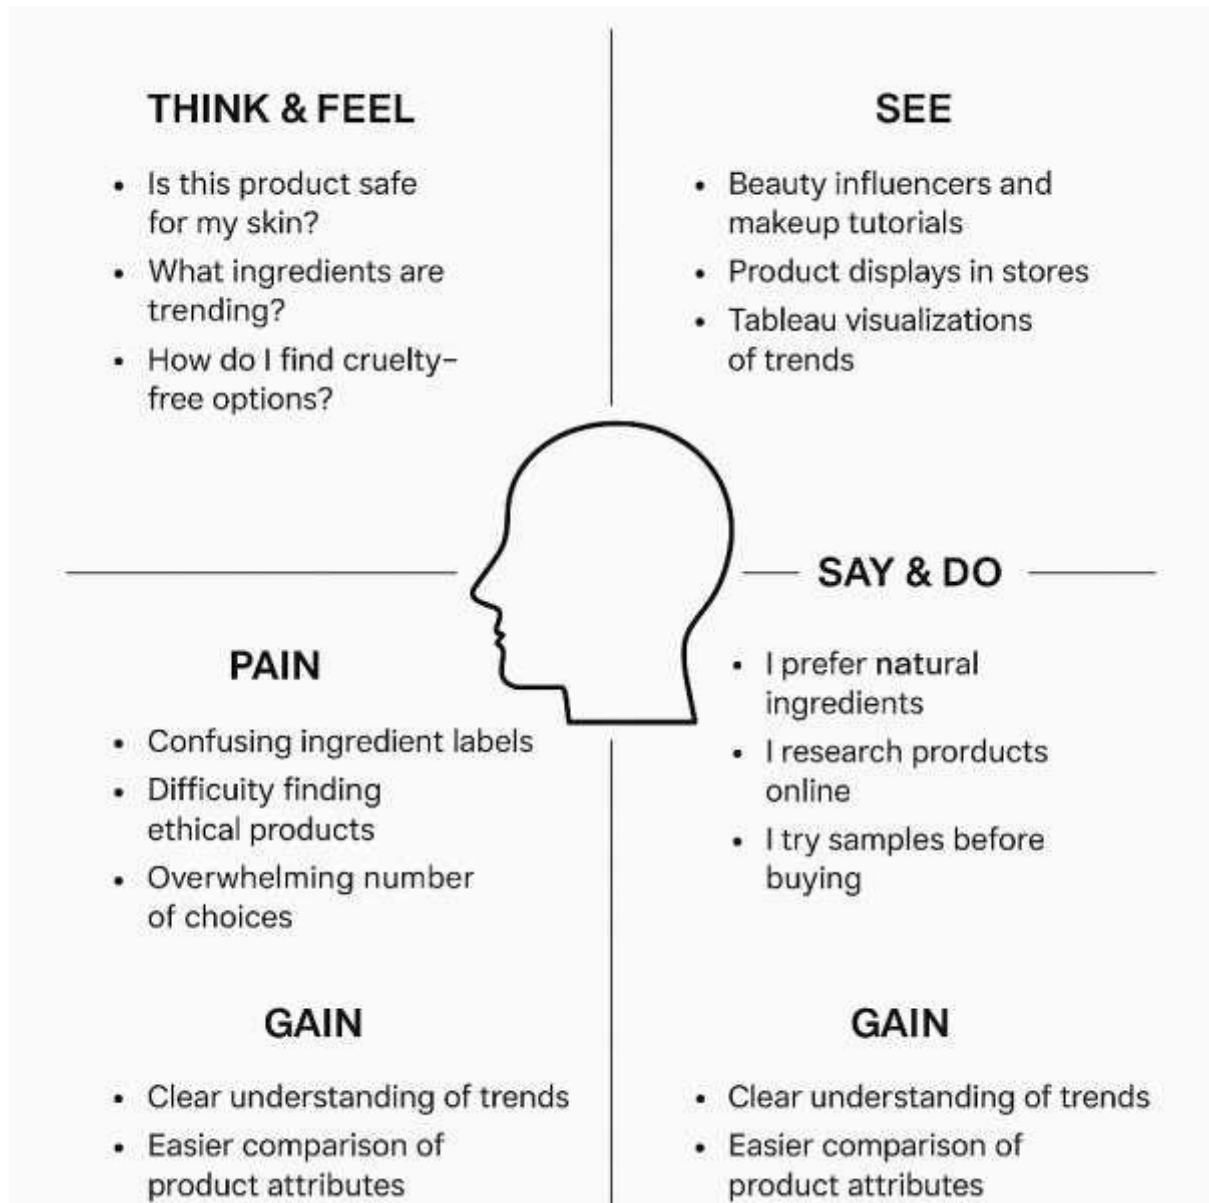 THINK & FEEL
• Is this product safe
for my skin?
• What ingredients are
trending?
• How do I find cruelty-
free options?
SEE
• Beauty influencers and
makeup tutorials
• Product displays in stores
• Tableau visualizations
of trends
PAIN
• Confusing ingredient labels
• Difficuity finding
ethical products
• Overwhelming number
of choices
SAY & DO
• I prefer natural
ingredients
• I research prorducts
online
• I try samples before
buying
GAIN
• Clear understanding of trends
• Easier comparison of
product attributes
GAIN
• Clear understanding of trends
• Easier comparison of
product attributes